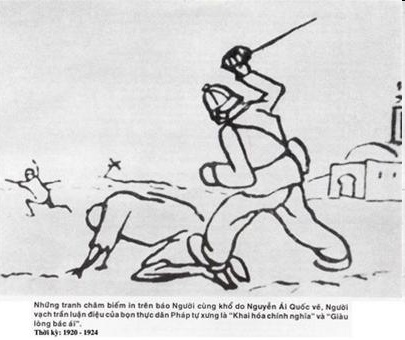 Những tranh châm biếm in trên báo Người cùng khổ do Nguyễn Ái Quốc vẽ, Người
vạch trần luận điệu của bọn thực dân Pháp tự xưng là “Khai hóa chính nghĩa” và “Giàu
lòng bác ái”.
Thời kỳ: 1920 - 1924